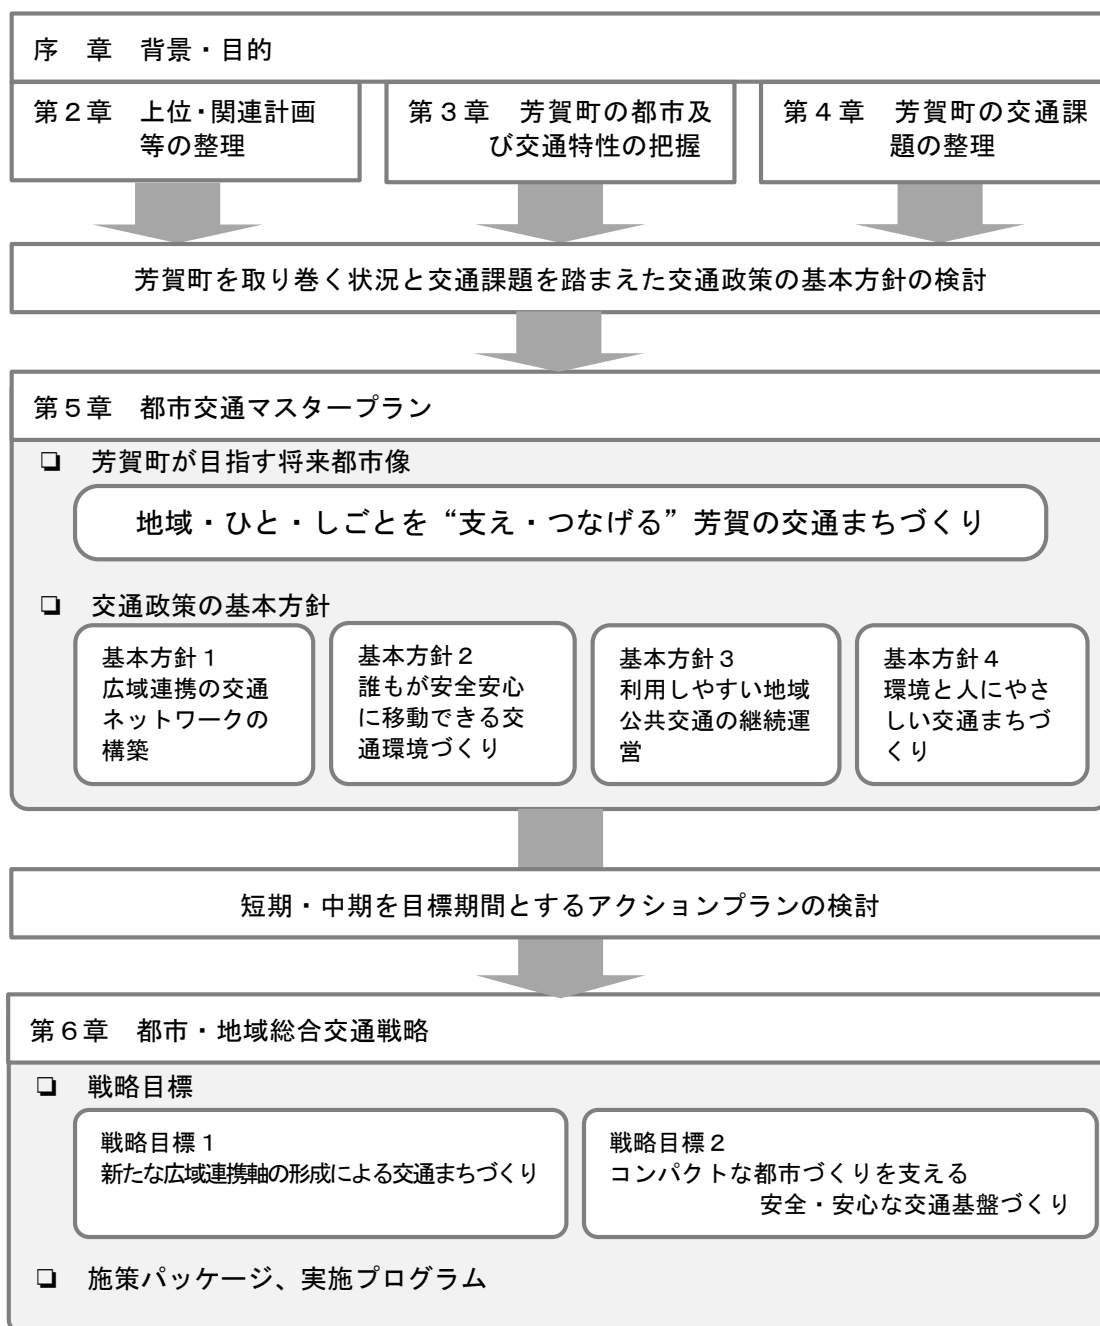 序　章　背景・目的
第２章　上位・関連計画
等の整理
第３章　芳賀町の都市及
び交通特性の把握
第４章　芳賀町の交通課
題の整理
芳賀町を取り巻く状況と交通課題を踏まえた交通政策の基本方針の検討
第５章　都市交通マスタープラン
❏　芳賀町が目指す将来都市像
地域・ひと・しごとを“支え・つなげる”芳賀の交通まちづくり
❏　交通政策の基本方針
基本方針１
広域連携の交通
ネットワークの
構築
基本方針２
誰もが安全安心
に移動できる交
通環境づくり
基本方針３
利用しやすい地域
公共交通の継続運
営
基本方針４
環境と人にやさ
しい交通まちづ
くり
短期・中期を目標期間とするアクションプランの検討
第６章　都市・地域総合交通戦略
❏　戦略目標
戦略目標１
新たな広域連携軸の形成による交通まちづくり
戦略目標２
コンパクトな都市づくりを支える
安全・安心な交通基盤づくり
❏　施策パッケージ、実施プログラム